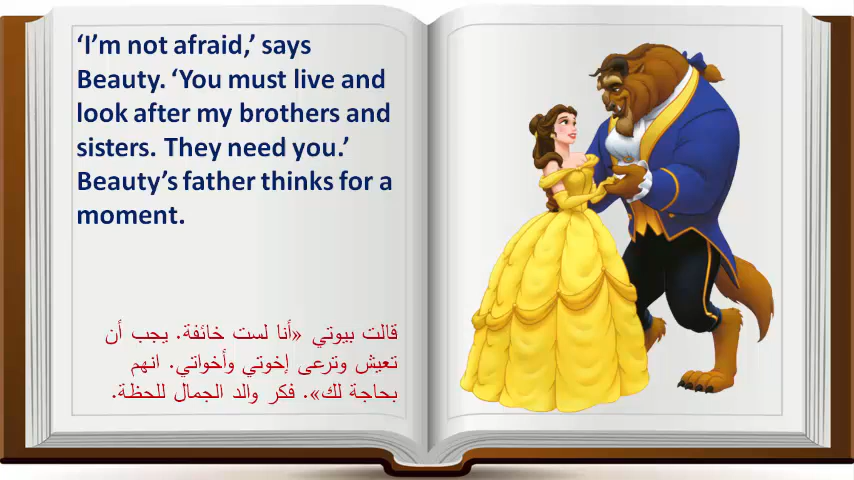 ‘I’m not afraid,’ says
Beauty. ‘You must live and
look after my brothers and
sisters. They need you.’
Beauty’s father thinks for a
moment.
قالت بيوتي «أنا لست خائفة. يجب أن
تعيش وترعى إخوتي وأخواتي. انهم
بحاجة لك». فكر والد الجمال للحظة.